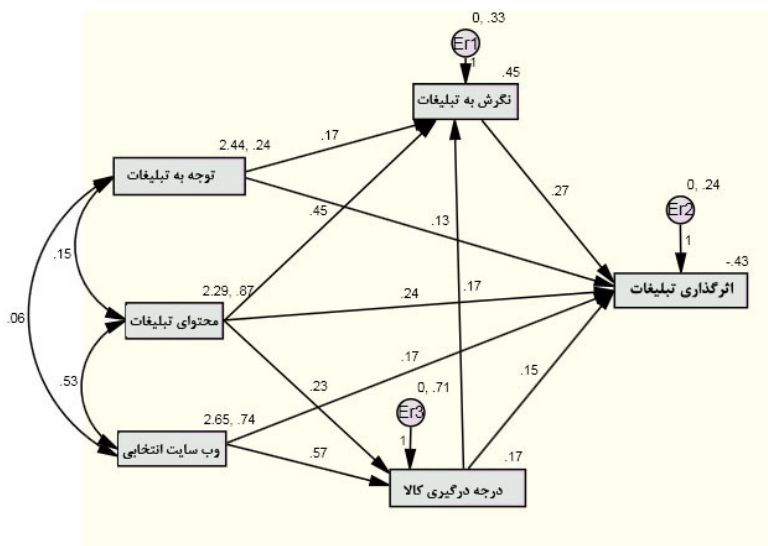 0, .33
Er1
1
.45
نگرش به تبلیغات
.17
2.44, .24
توجه به تبلیغات
.27
0, .24
Er2
1
-.43
اثرگذاری تبلیغات
.45
.13
.15
2.29, .87
محتوای تبلیغات
.24
.17
.06
.17
.15
.53
.23
0, .71
Er3
1
2.65, .74
وب سایت انتخابی
.57
.17
درجه درگیری کالا